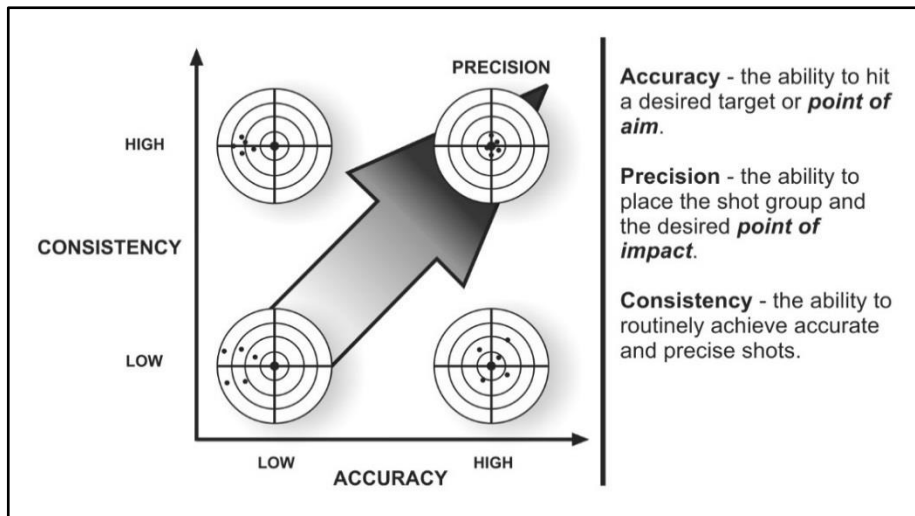 PRECISION
HIGH
CONSISTENCY
LOW
LOW
HIGH
ACCURACY
Accuracy - the ability to hit
a desired target or point of
aim.
Precision - the ability to
place the shot group and
the desired point of
impact.
Consistency - the ability to
routinely achieve accurate
and precise shots.